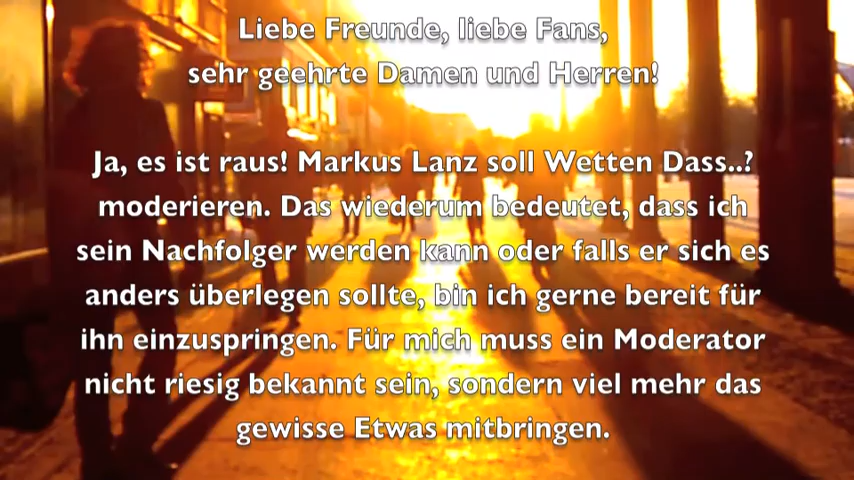 Liebe Freunde, liebe Fans,
sehr geehrte Damen und Herren!
Ja, es ist raus! Markus Lanz soll Wetten Dass..?
moderieren. Das wiederum bedeutet, dass ich
sein Nachfolger werden kann oder falls er sich es
anders überlegen sollte, bin ich gerne bereit für
ihn einzuspringen. Für mich muss ein Moderator
nicht riesig bekannt sein, sondern viel mehr das
gewisse Etwas mitbringen.